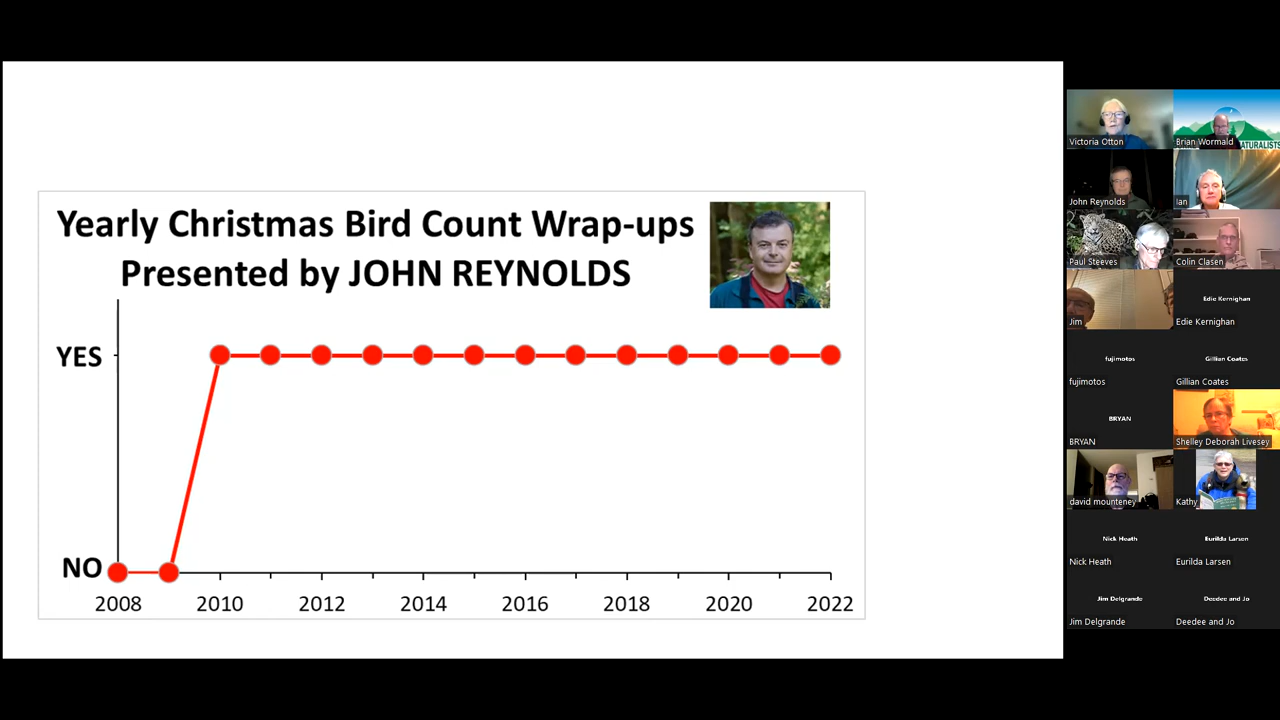 Yearly Christmas Bird Count Wrap-ups
Presented by JOHN REYNOLDS
YES
NO
2008 2010 2012 2014 2016 2018 2020 2022
Victoria Otton
Brian Wormald
NATURALISTS
John Reynolds
Ian
Paul Steeves
Colin Clasen
Jim
Edie Kernighan
Edie Kernighan
fujimotos
fujimotos
Gillian Coates
Gillian Coates
BRYAN
BRYAN
Shelley Deborah Livesey
david mounteney
Kathy
Nick Heath
Nick Heath
Eurilda Larsen
Eurilda Larsen
Jim Delgrande
Jim Delgrande
Deedee and Jo
Deedee and Jo